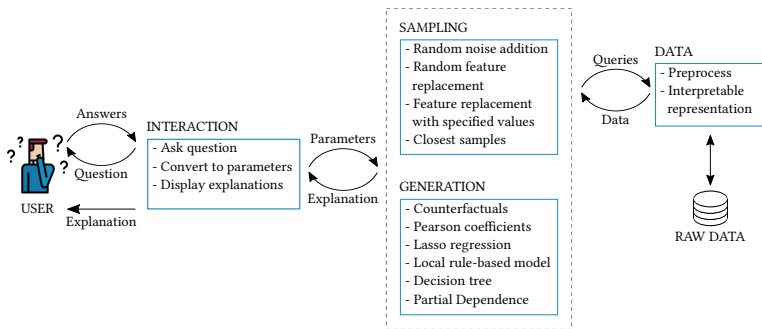 SAMPLING
- Random noise addition
- Random feature
replacement
- Feature replacement
with specified values
- Closest samples
Queries
Data
DATA
- Preprocess
- Interpretable
representation
Answers
? ? ? ?
Question
USER
Explanation
INTERACTION
- Ask question
- Convert to parameters
- Display explanations
Parameters
Explanation
GENERATION
- Counterfactuals
- Pearson coefficients
- Lasso regression
- Local rule-based model
- Decision tree
- Partial Dependence
RAW DATA